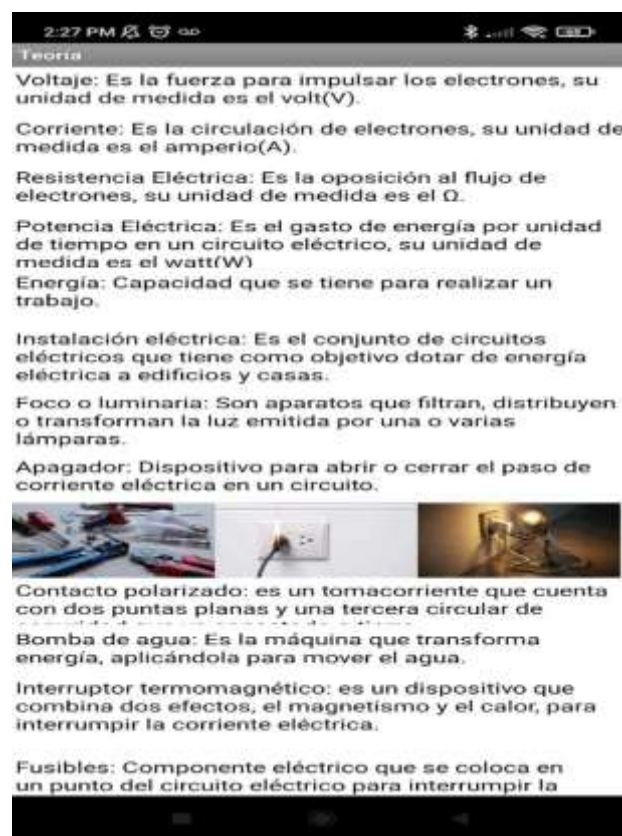 2:27 PM
Teoría
Voltaje: Es la fuerza para impulsar los electrones, su
unidad de medida es el volt(V).
Corriente: Es la circulación de electrones, su unidad de
medida es el amperio(A).
Resistencia Eléctrica: Es la oposición al flujo de
electrones, su unidad de medida es el Ω.
Potencia Eléctrica: Es el gasto de energía por unidad
de tiempo en un circuito eléctrico, su unidad de
medida es el watt(W)
Energía: Capacidad que se tiene para realizar un
trabajo.
Instalación eléctrica: Es el conjunto de circuitos
eléctricos que tiene como objetivo dotar de energía
eléctrica a edificios y casas.
Foco o luminaria: Son aparatos que filtran, distribuyen
o transforman la luz emitida por una o varias
lámparas.
Apagador: Dispositivo para abrir o cerrar el paso de
corriente eléctrica en un circuito.
Contacto polarizado: es un tomacorriente que cuenta
con dos puntas planas y una tercera circular de
Bomba de agua: Es la máquina que transforma
energía, aplicándola para mover el agua.
Interruptor termomagnético: es un dispositivo que
combina dos efectos, el magnetísmo y el calor, para
interrumpir la corriente eléctrica.
Fusibles: Componente eléctrico que se coloca en
un punto del circuito eléctrico para interrumpir la